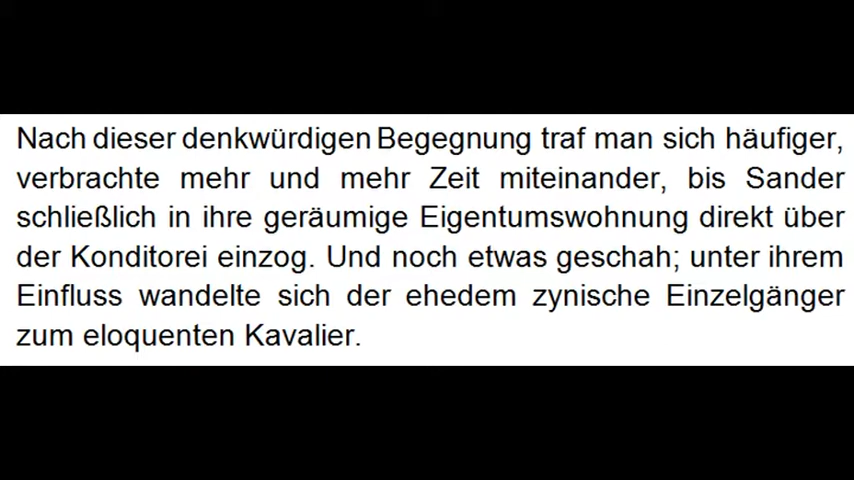 Nach dieser denkwürdigen Begegnung traf man sich häufiger,
verbrachte mehr und mehr Zeit miteinander, bis Sander
schließlich in ihre geräumige Eigentumswohnung direkt über
der Konditorei einzog. Und noch etwas geschah; unter ihrem
Einfluss wandelte sich der ehedem zynische Einzelgänger
zum eloquenten Kavalier.